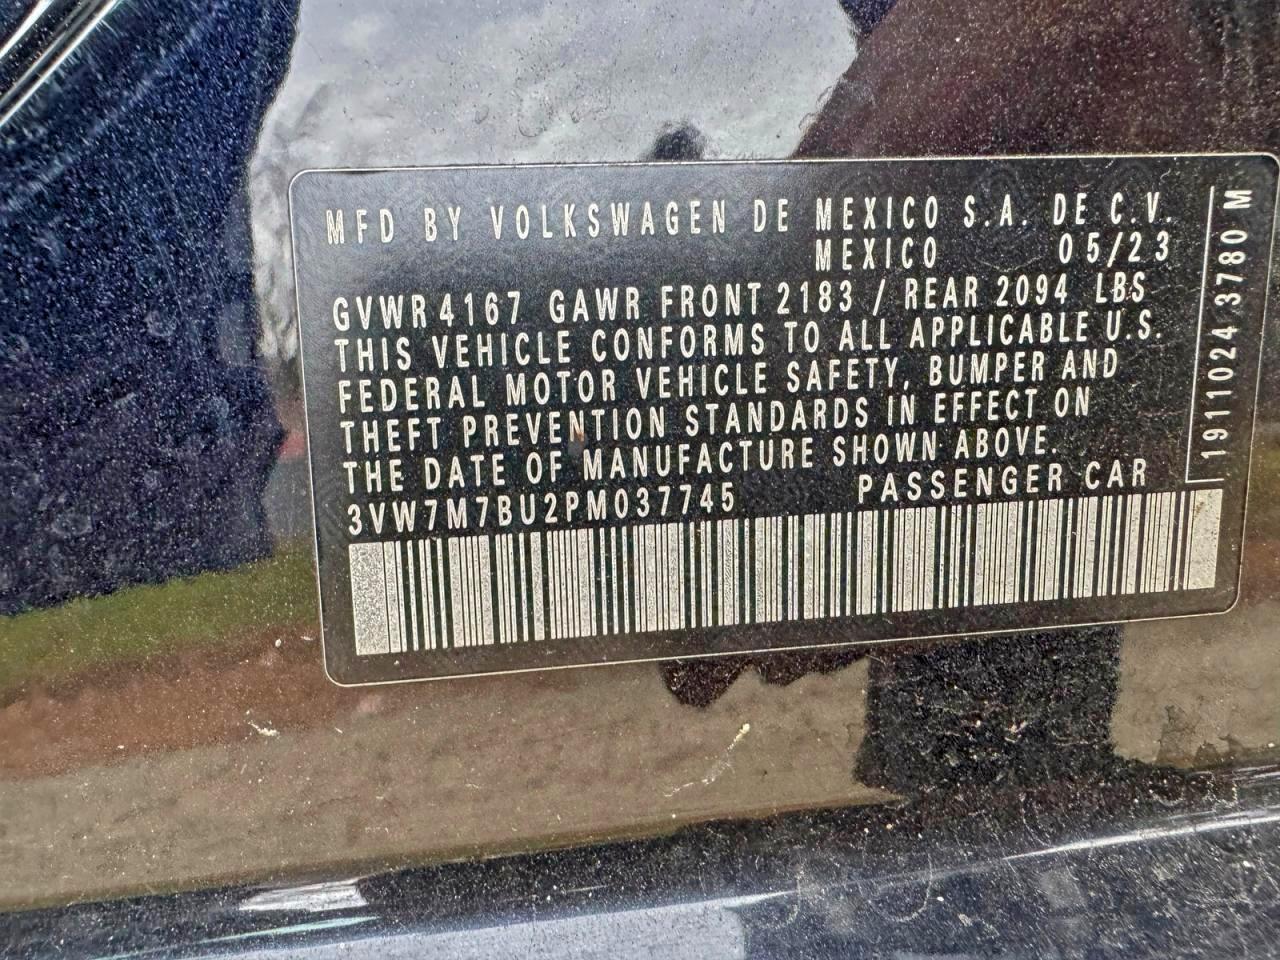 MFD BY VOLKSWAGEN DE MEXICO S.A. DE C.V.
MEXICO 05/23
GVWR 4167 GAWR FRONT 2183 / REAR 2094 LBS
THIS VEHICLE CONFORMS TO ALL APPLICABLE U.S.
FEDERAL MOTOR VEHICLE SAFETY, BUMPER AND
THEFT PREVENTION STANDARDS IN EFFECT ON
THE DATE OF MANUFACTURE SHOWN ABOVE.
3VW7M7BU2PM037745 PASSENGER CAR
1911024 3780 M